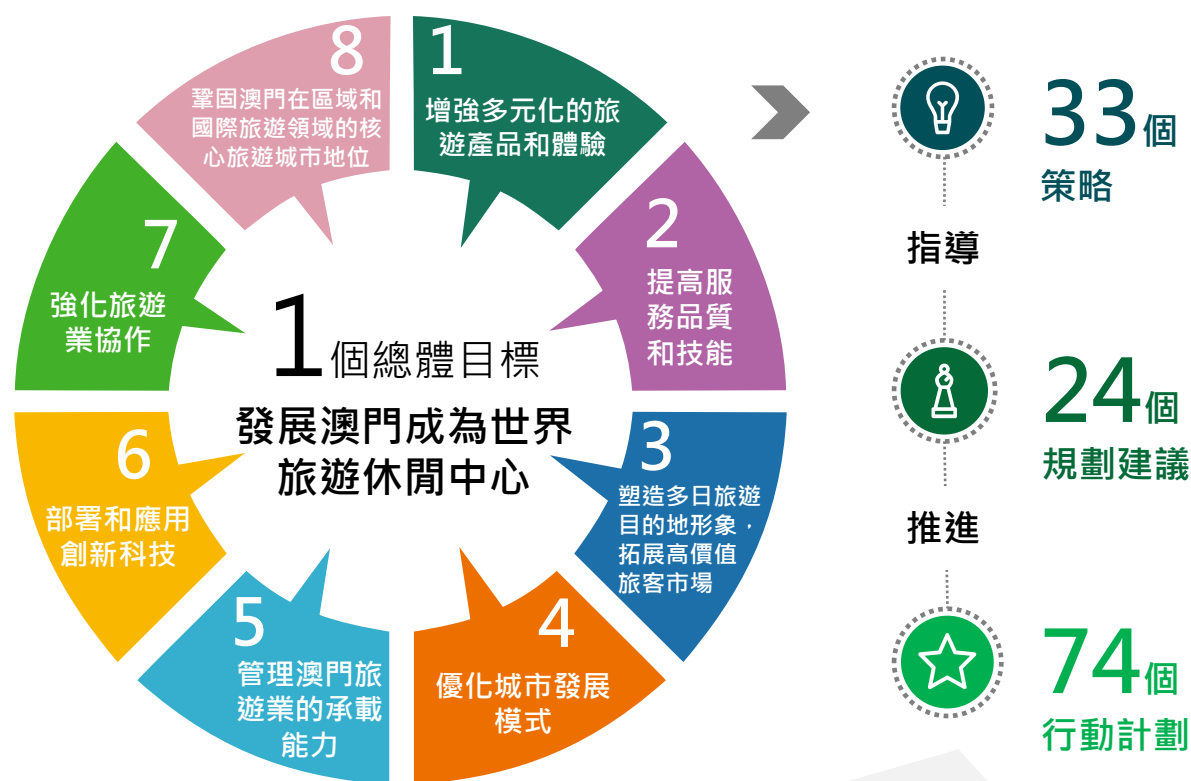 1
增強多元化的旅
遊產品和體驗
2
提高服
務品質
和技能
3
塑造多日旅遊
目的地形象，
拓展高價值
旅客市場
4
優化城市發展
模式
5
管理澳門旅
遊業的承載
能力
6
部署和應用
創新科技
7
強化旅遊
業協作
8
鞏固澳門在區域和
國際旅遊領域的核
心旅遊城市地位
1個總體目標
發展澳門成為世界
旅遊休閒中心
33個
策略
指導
24個
規劃建議
推進
74個
行動計劃